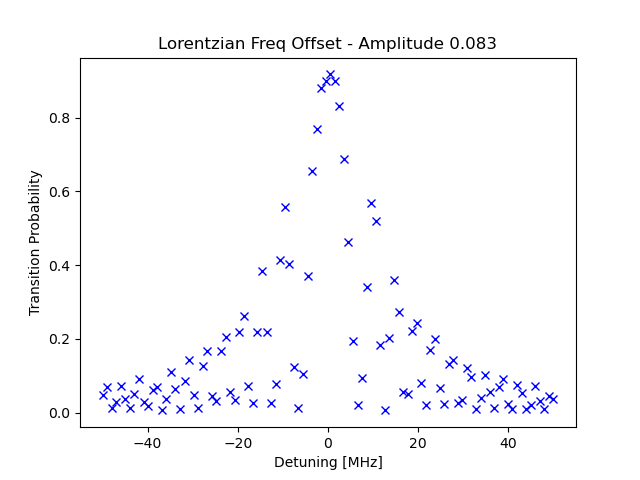 Lorentzian Freq Offset - Amplitude 0.083
Transition Probability
0.8
0.6
0.4
0.2
0.0
−40 −20 0 20 40
Detuning [MHz]